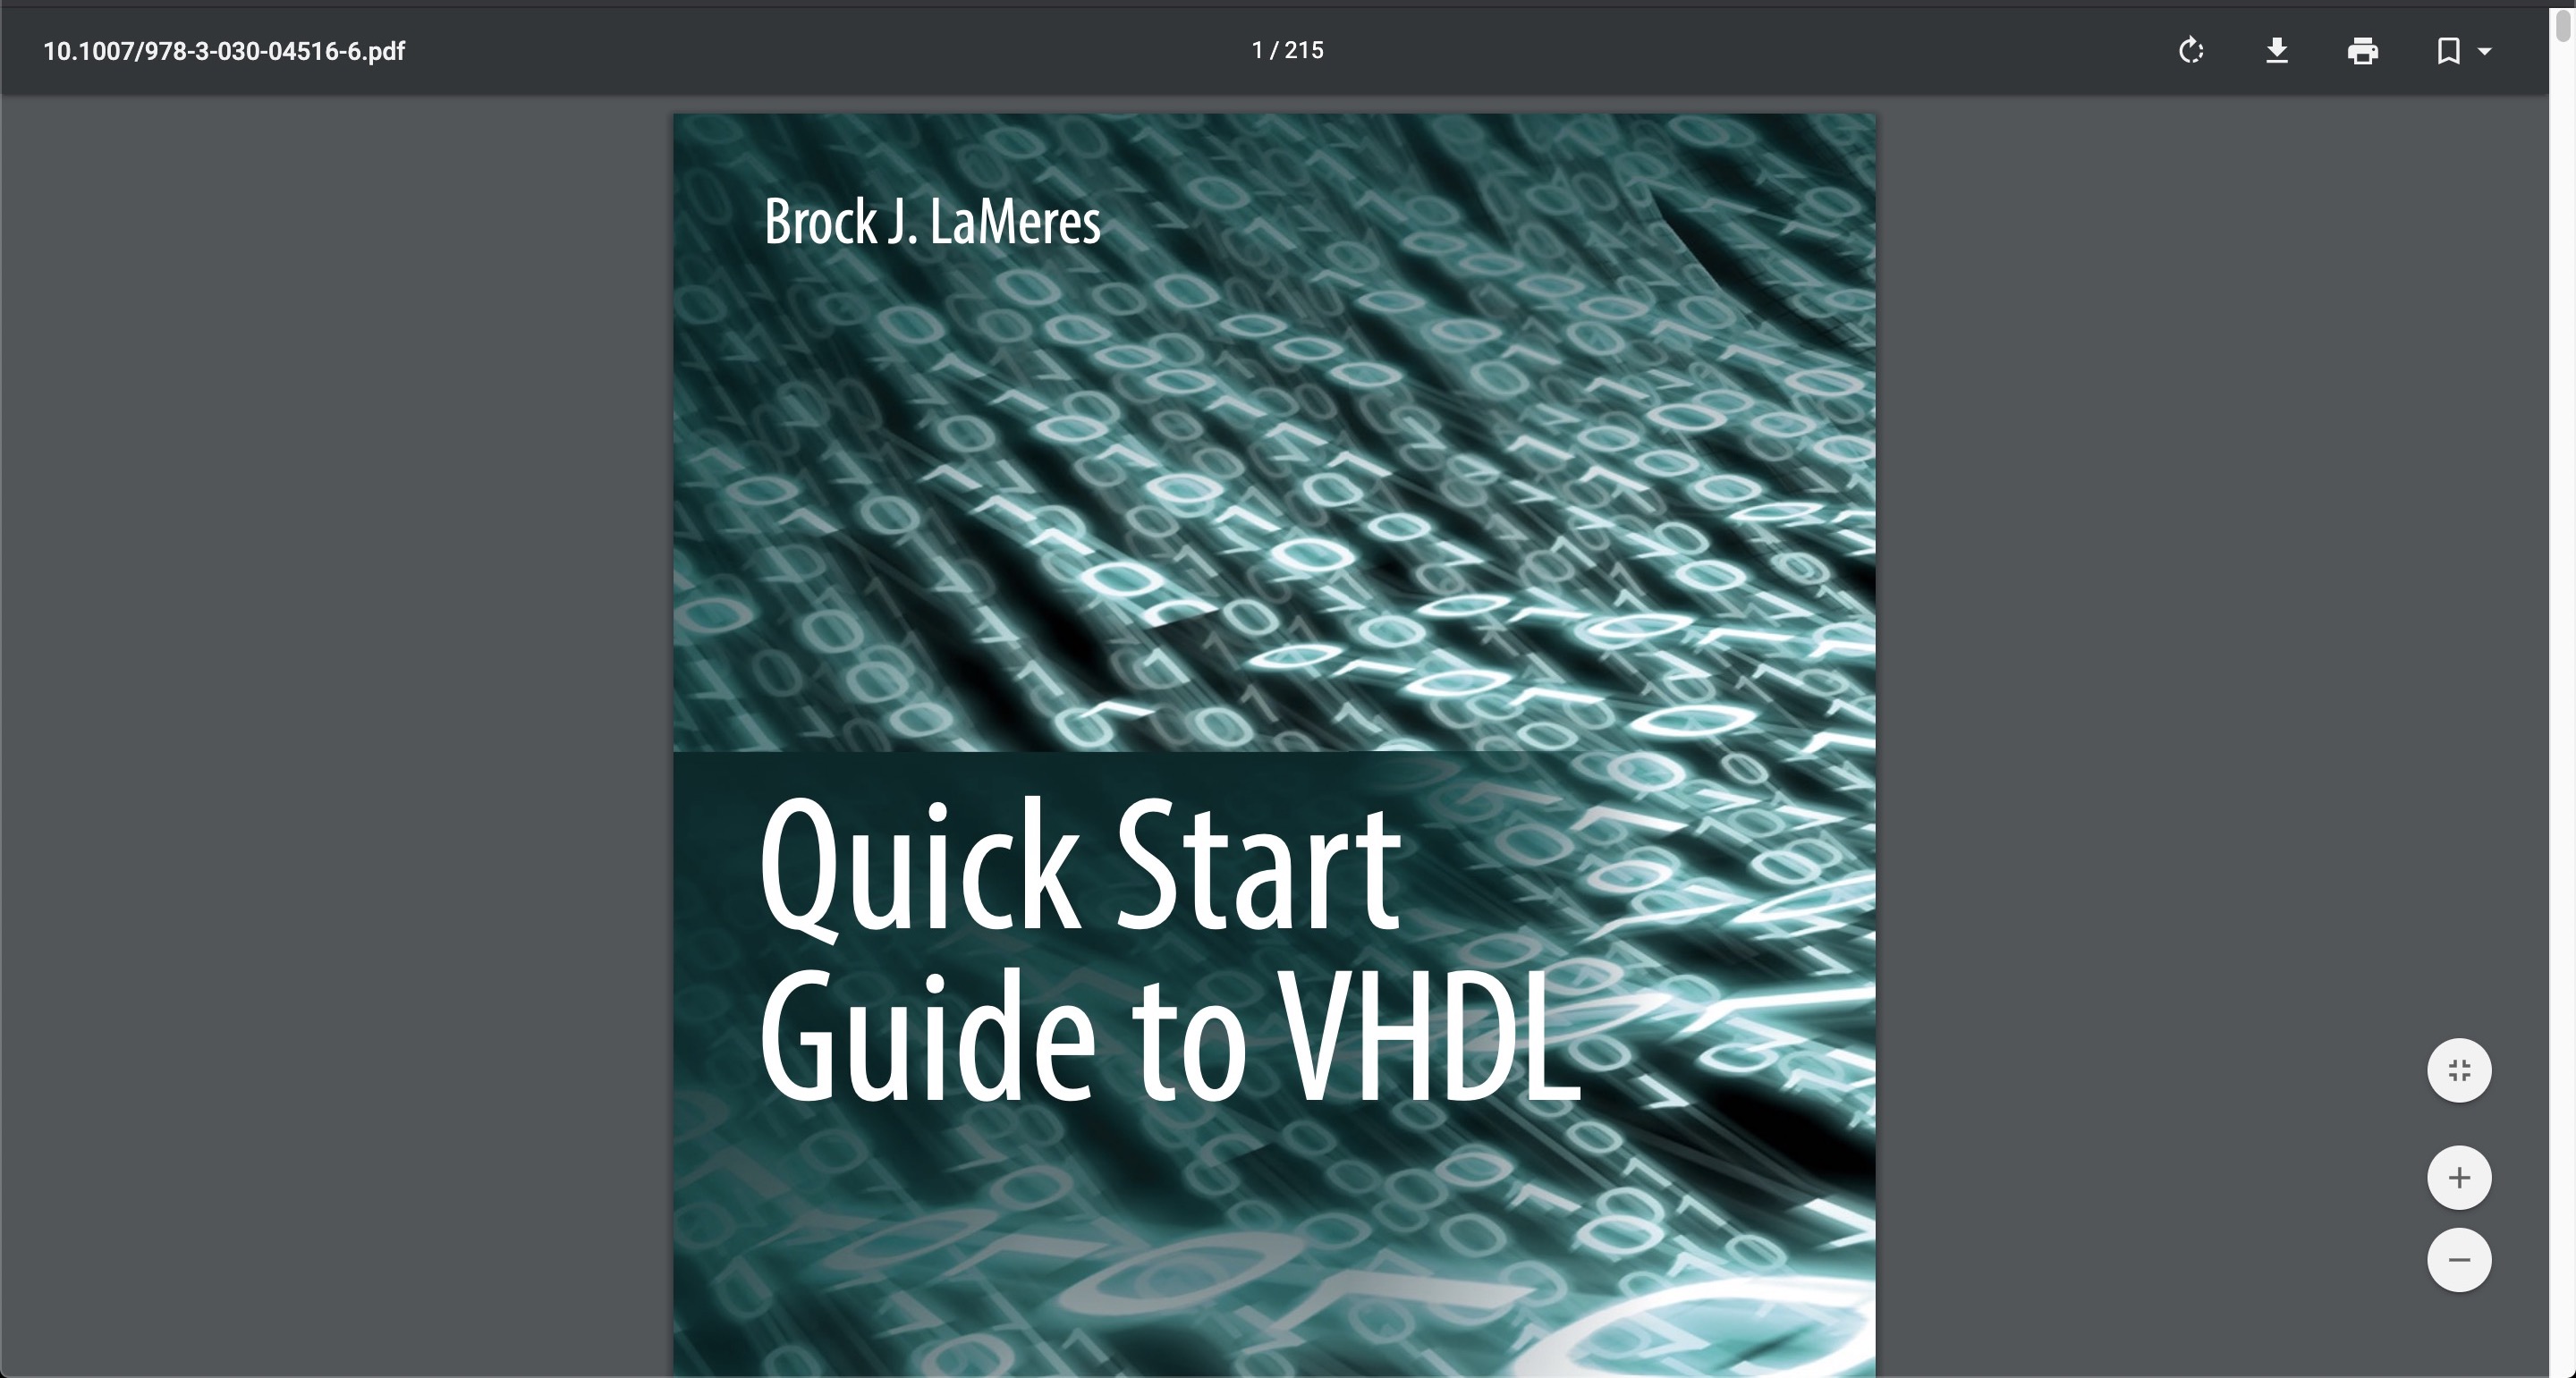 10.1007/978-3-030-04516-6.pdf
1 / 215
Brock J. LaMeres
Quick Start
Guide to VHDL